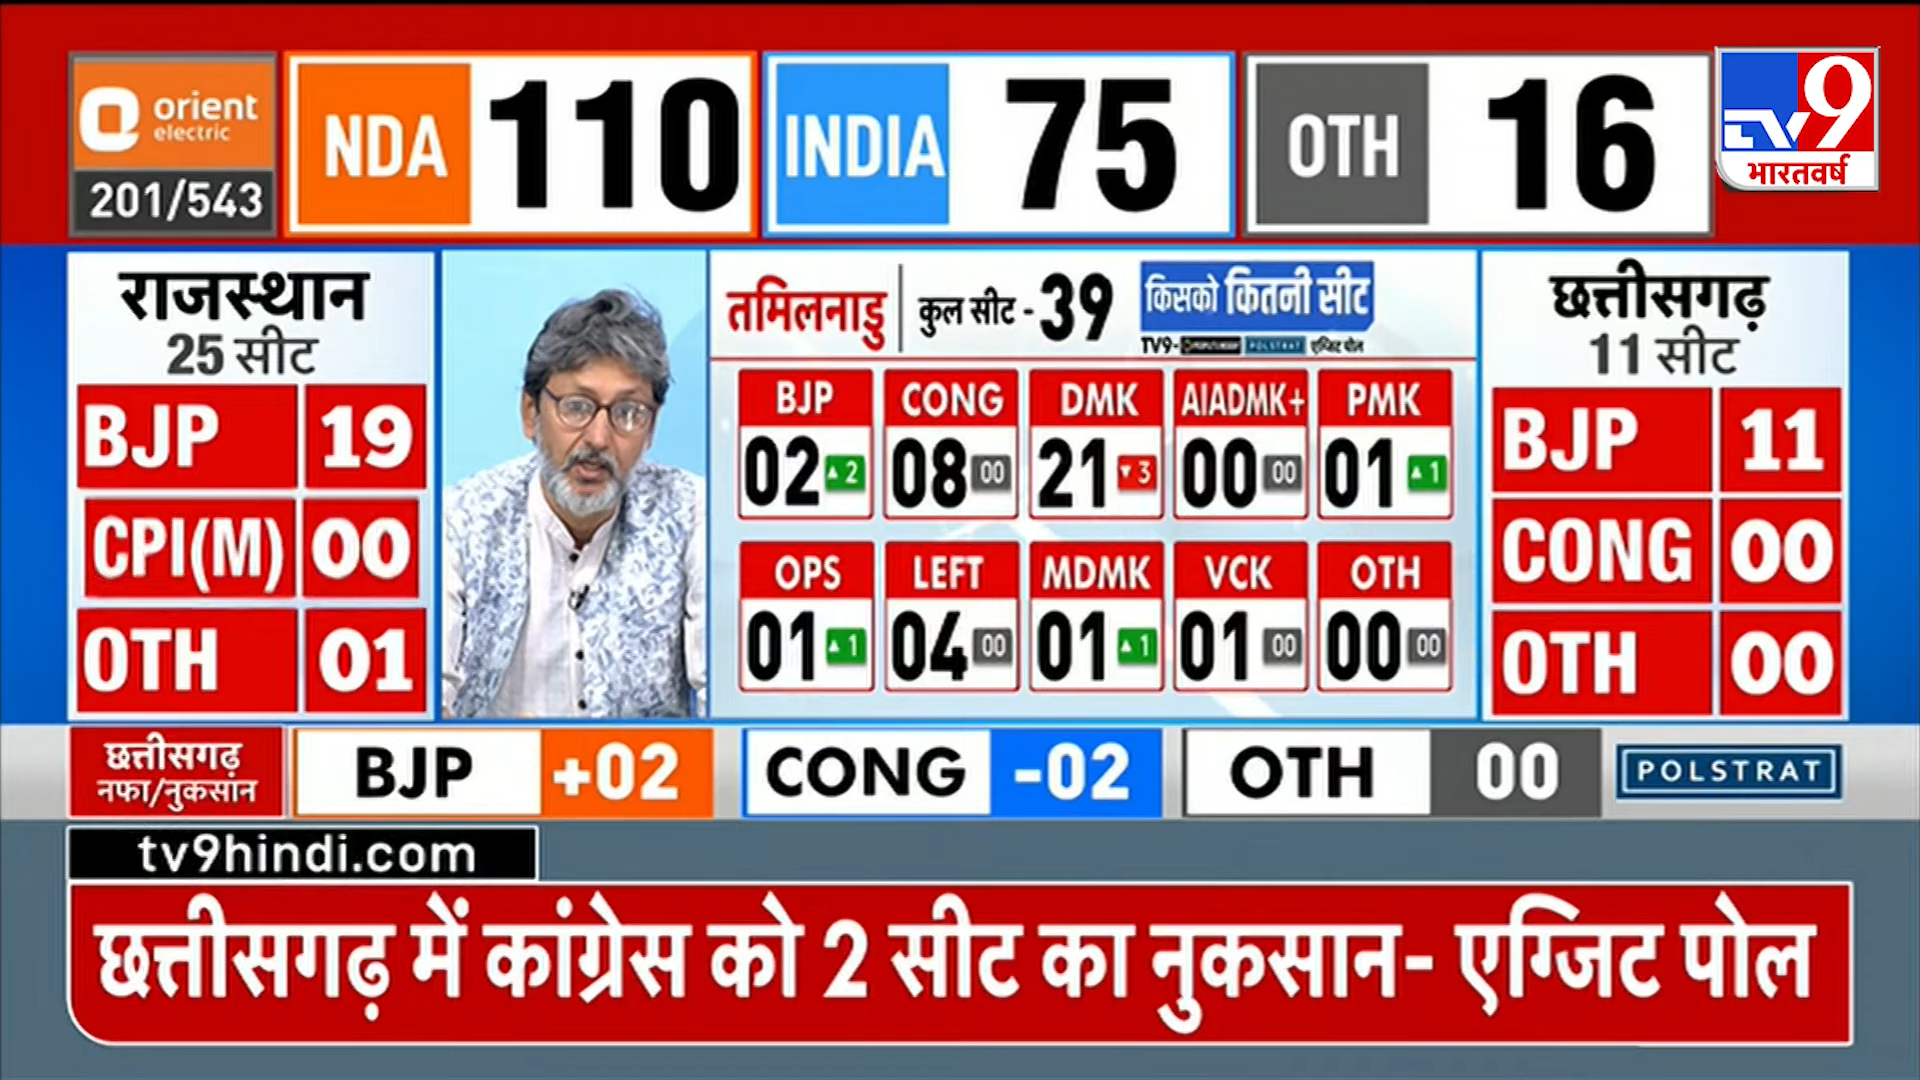 orient
electric
201/543
NDA 110
INDIA 75
OTH 16
TV9
भारतवर्ष
राजस्थान
25 सीट
BJP 19
CPI(M) 00
OTH 01
तमिलनाडु
कुल सीट - 39
किसको कितनी सीट
TV9- POLSTRAT एग्जिट पोल
BJP CONG DMK AIADMK+ PMK
02 ▲2 08 00 21 ▼3 00 00 01 ▲1
OPS LEFT MDMK VCK OTH
01 ▲1 04 00 01 ▲1 01 00 00 00
छत्तीसगढ़
11 सीट
BJP 11
CONG 00
OTH 00
छत्तीसगढ़
नफा/नुकसान
BJP +02
CONG -02
OTH 00
POLSTRAT
tv9hindi.com
छत्तीसगढ़ में कांग्रेस को 2 सीट का नुकसान- एग्जिट पोल